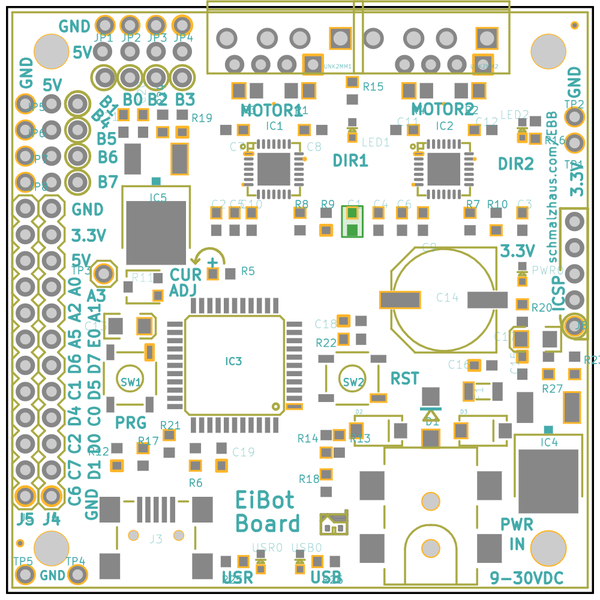 GND JP1 JP2 JP3 JP4
5V
GND
5V
B1 B0 B2 B3
B4
B5
B6
B7
R19
MOTOR1
IC1
C8
R15
LED1
DIR1
MOTOR2
IC2
C11
C12
LED2
DIR2
GND
TP2
R16
TP1
3.3V
schmalzhaus.com/EBB
GND
3.3V
5V
TP3
A3
IC5
R11
CUR
ADJ
+
R5
C2 C5 C10
R8 R9 C1 C4 C6 C7
R7 R10 C3
C9
C14
3.3V
PWR
R20
ICSP
J6
A0
A2 A1
A5 E0
D6 D7
C1 D5
D4 C0
C2 D0
C7 D1
C6 GND
C13
SW1
PRG
IC3
C18
R22
SW2
RST
C16
C15
R27
D2
D1
D3
IC4
R12
R17
R21
R6
C19
R14
R13
R18
J5 J4
TP5 GND TP4
J3
EiBot
Board
USR0 USB0
USR
USB
PWR
IN
9-30VDC